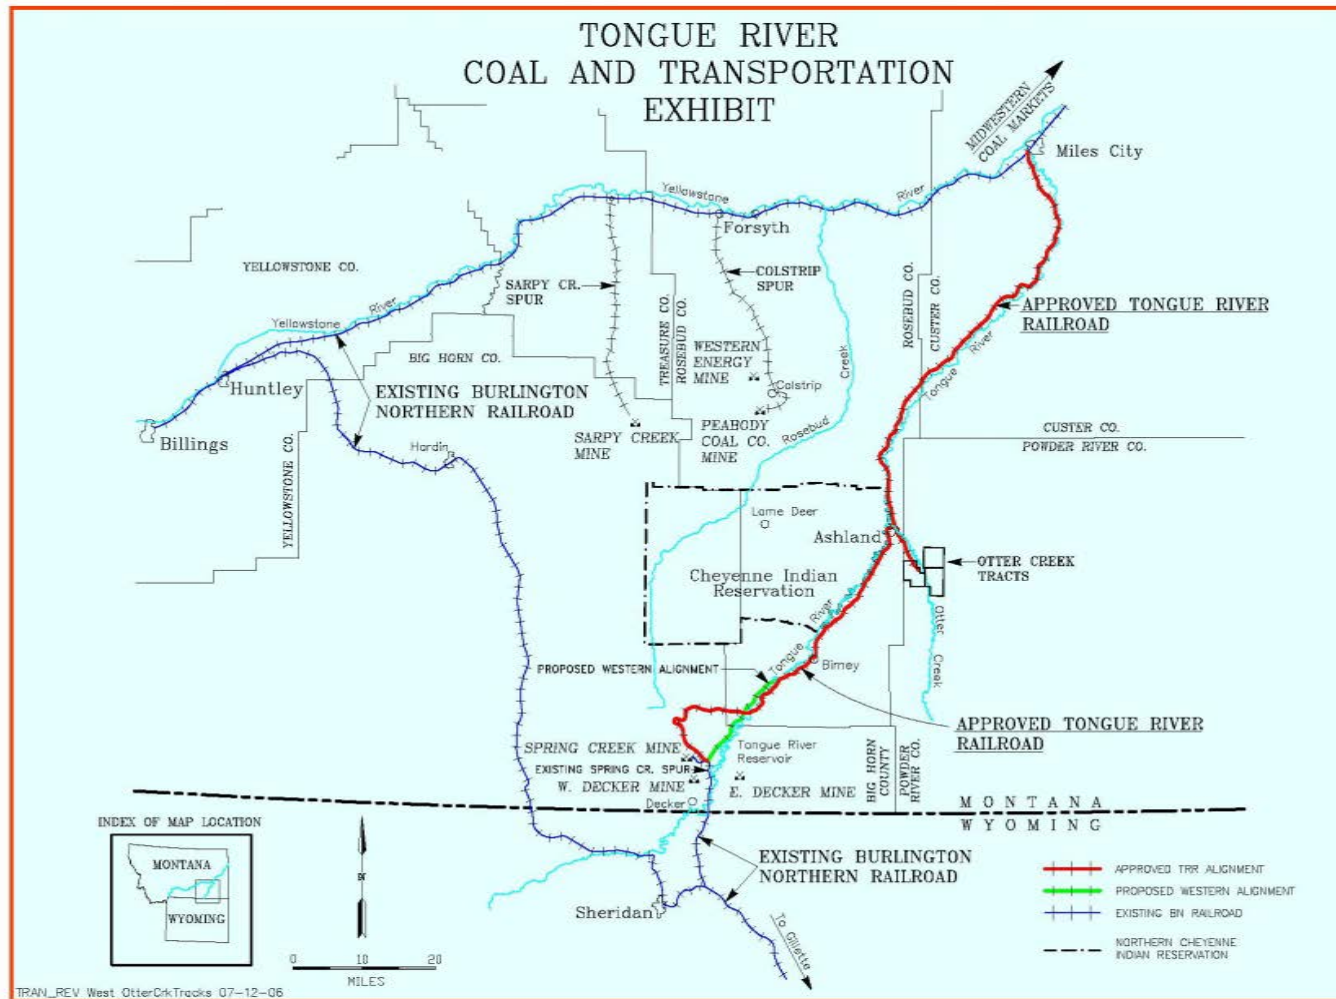 TONGUE RIVER
COAL AND TRANSPORTATION
EXHIBIT
MIDWESTERN
COAL MARKETS
Miles City
Yellowstone
River
Forsyth
YELLOWSTONE CO.
SARPY CR.
SPUR
COLSTRIP
SPUR
TREASURE CO.
ROSEBUD CO.
ROSEBUD CO.
CUSTER CO.
APPROVED TONGUE RIVER
RAILROAD
Yellowstone
River
BIG HORN CO.
WESTERN
ENERGY
MINE
Creek
River
Tongue
Huntley
EXISTING BURLINGTON
NORTHERN RAILROAD
Colstrip
Billings
SARPY CREEK
MINE
PEABODY
COAL CO.
MINE
Rosebud
CUSTER CO.
POWDER RIVER CO.
Hardin
YELLOWSTONE CO.
Lame Deer
Ashland
OTTER CREEK
TRACTS
Cheyenne Indian
Reservation
River
Otter
Creek
PROPOSED WESTERN ALIGNMENT
Tongue
Birney
APPROVED TONGUE RIVER
RAILROAD
SPRING CREEK MINE
Tongue River
Reservoir
EXISTING SPRING CR. SPUR
W. DECKER MINE
E. DECKER MINE
BIG HORN
COUNTY
POWDER
RIVER CO.
Decker
MONTANA
WYOMING
INDEX OF MAP LOCATION
MONTANA
WYOMING
N
EXISTING BURLINGTON
NORTHERN RAILROAD
Sheridan
To Gillette
APPROVED TRR ALIGNMENT
PROPOSED WESTERN ALIGNMENT
EXISTING BN RAILROAD
NORTHERN CHEYENNE
INDIAN RESERVATION
0 10 20
MILES
TRAN_REV West OtterCrkTracks 07-12-06